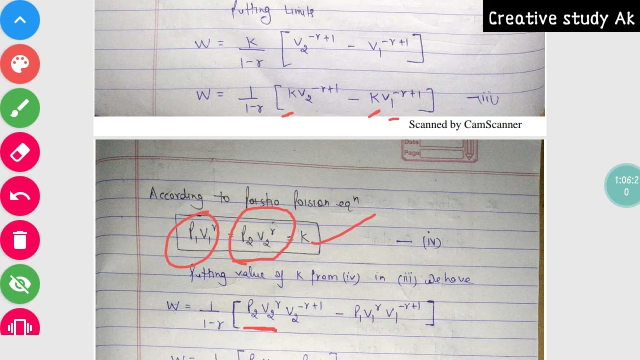 Putting Limits
Creative study Ak
W = K/1-r [V₂^-r+1 - V₁^-r+1]
W = 1/1-r [KV₂^-r+1 - KV₁^-r+1] -(iii)
Scanned by CamScanner
Page:
1:06:2
0
According to poision eqⁿ
P₁V₁^r = P₂V₂^r = K — (iv)
Putting value of K from (iv) in (iii) we have
W = 1/1-r [P₂V₂^r V₂^-r+1 - P₁V₁^r V₁^-r+1]